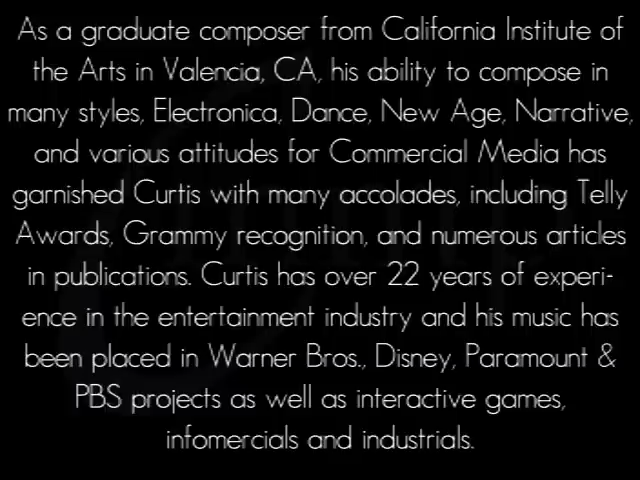 As a graduate composer from California Institute of
the Arts in Valencia, CA, his ability to compose in
many styles, Electronica, Dance, New Age, Narrative,
and various attitudes for Commercial Media has
garnished Curtis with many accolades, including Telly
Awards, Grammy recognition, and numerous articles
in publications. Curtis has over 22 years of experi-
ence in the entertainment industry and his music has
been placed in Warner Bros., Disney, Paramount &
PBS projects as well as interactive games,
infomercials and industrials.